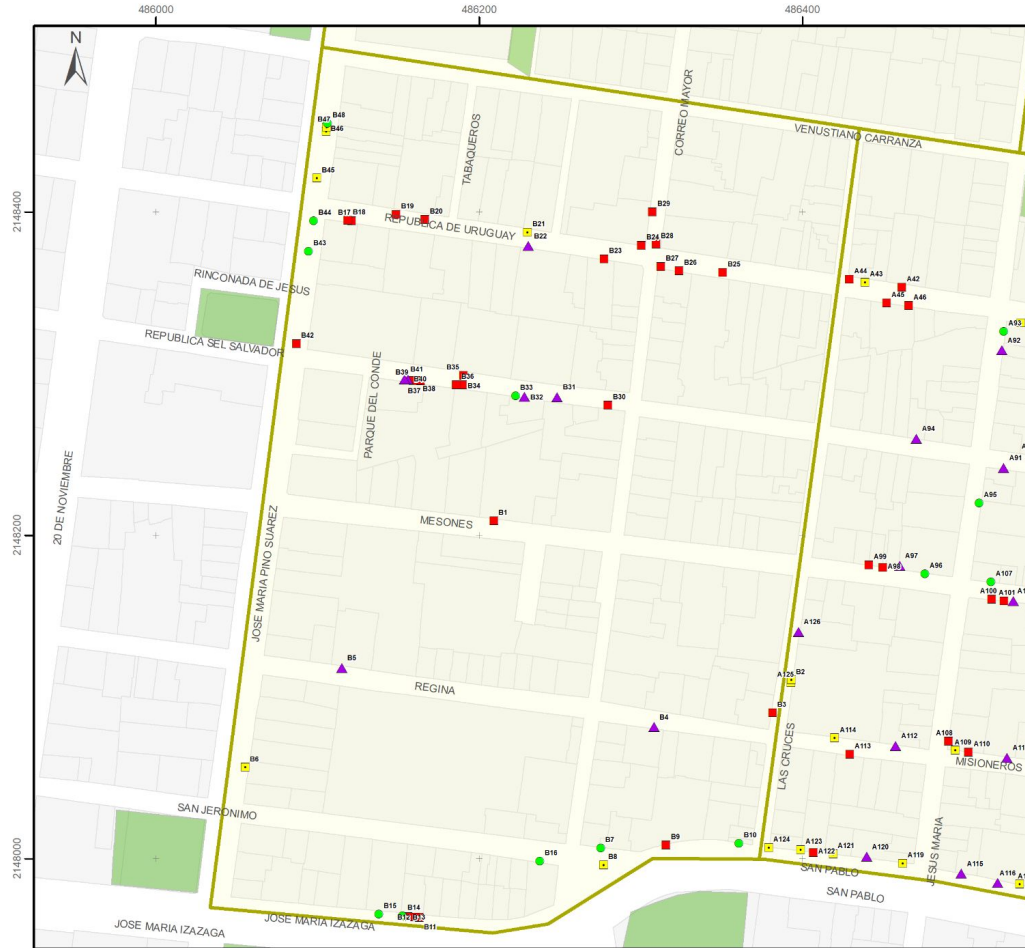 486000
486200
486400
N
2148400
2148200
2148000
CORREO MAYOR
VENUSTIANO CARRANZA
TABAQUEROS
B47
B48
B46
B45
B44
B17
B18
B19
B20
REPUBLICA DE URUGUAY
B21
B22
B29
B24
B28
B23
B27
B26
B25
A44
A43
A42
A45
A46
A93
A92
B43
RINCONADA DE JESUS
REPUBLICA SEL SALVADOR
B42
B39
B41
B40
B37
B38
B35
B36
B34
B33
B32
B31
B30
PARQUE DEL CONDE
A94
A91
A95
20 DE NOVIEMBRE
JOSE MARIA PINO SUAREZ
MESONES
B1
A99
A98
A97
A96
A107
A100
A101
A126
B5
REGINA
A125
B2
B3
B4
LAS CRUCES
A114
A113
A112
A108
A109
A110
MISIONEROS
B6
SAN JERONIMO
B16
B7
B8
B9
B10
A124
A123
A122
A121
A120
A119
JESUS MARIA
SAN PABLO
SAN PABLO
A115
A116
B15
B14
B12
B13
B11
JOSE MARIA IZAZAGA
JOSE MARIA IZAZAGA